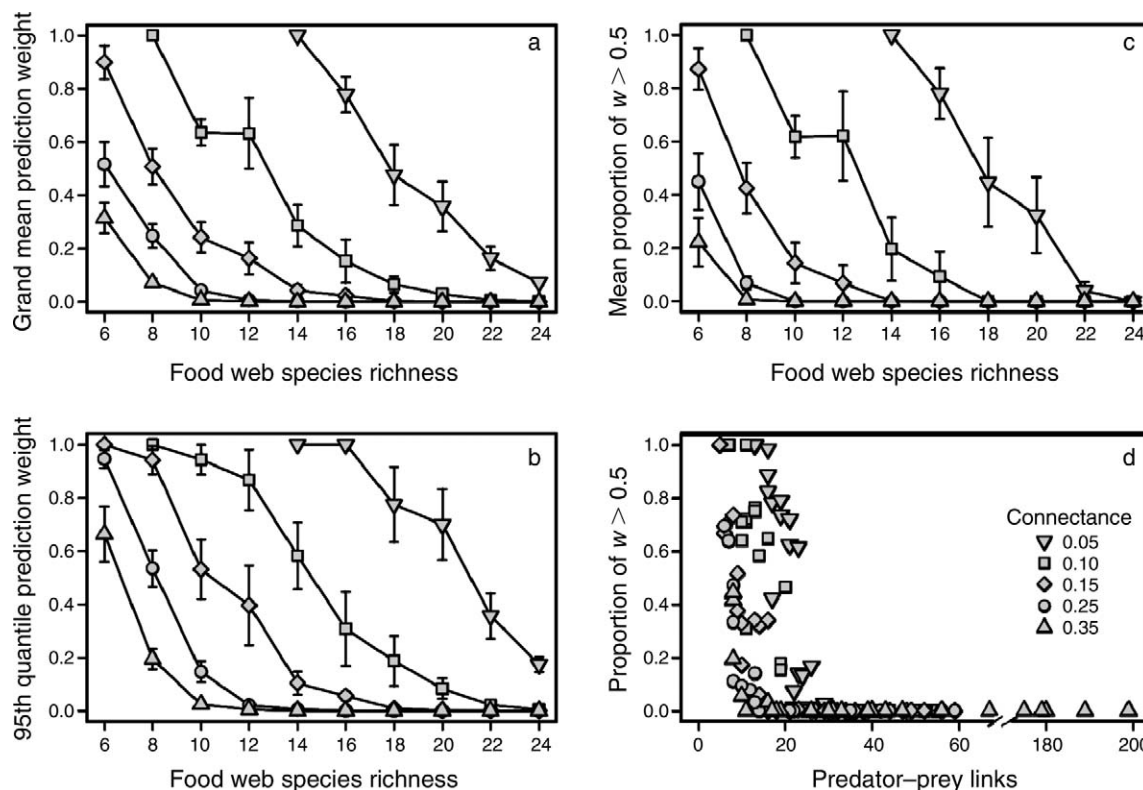 Grand mean prediction weight
1.0
0.8
0.6
0.4
0.2
0.0
a
6 8 10 12 14 16 18 20 22 24
Food web species richness
Mean proportion of w > 0.5
1.0
0.8
0.6
0.4
0.2
0.0
c
6 8 10 12 14 16 18 20 22 24
Food web species richness
95th quantile prediction weight
1.0
0.8
0.6
0.4
0.2
0.0
b
6 8 10 12 14 16 18 20 22 24
Food web species richness
Proportion of w > 0.5
1.0
0.8
0.6
0.4
0.2
0.0
d
Connectance
0.05
0.10
0.15
0.25
0.35
0 20 40 60 180 200
Predator–prey links